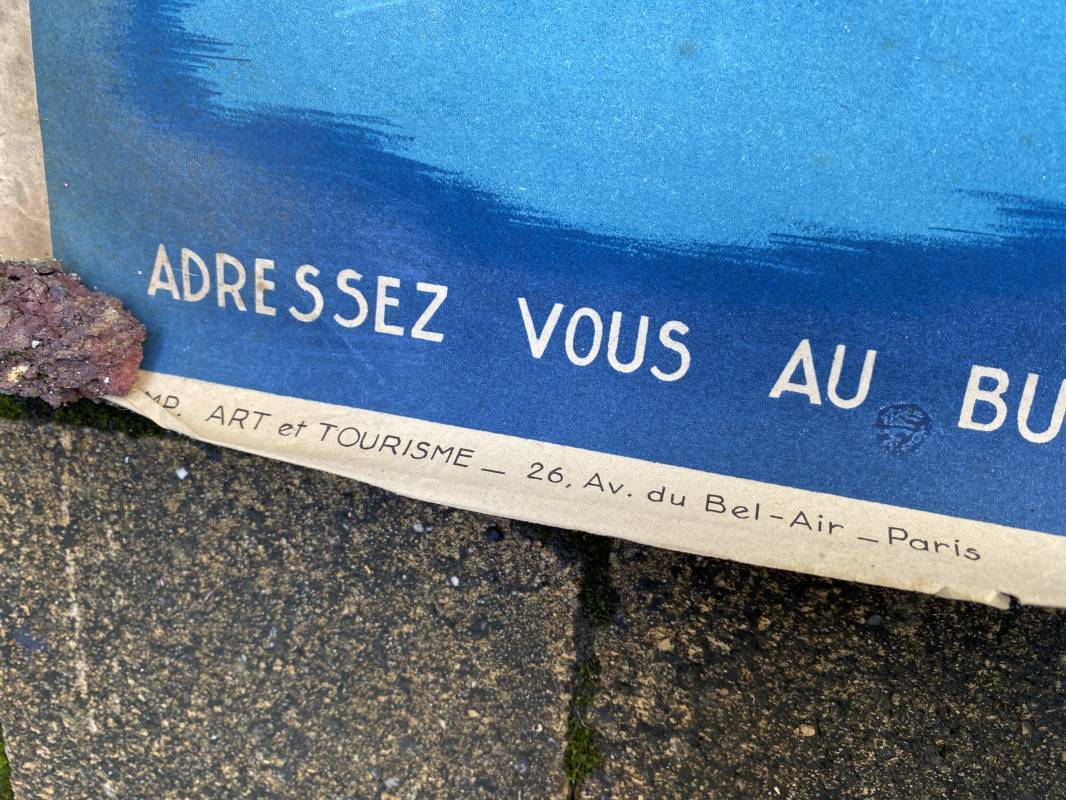 ADRESSEZ VOUS AU BU
MP. ART et TOURISME _ 26, Av. du Bel-Air _ Paris